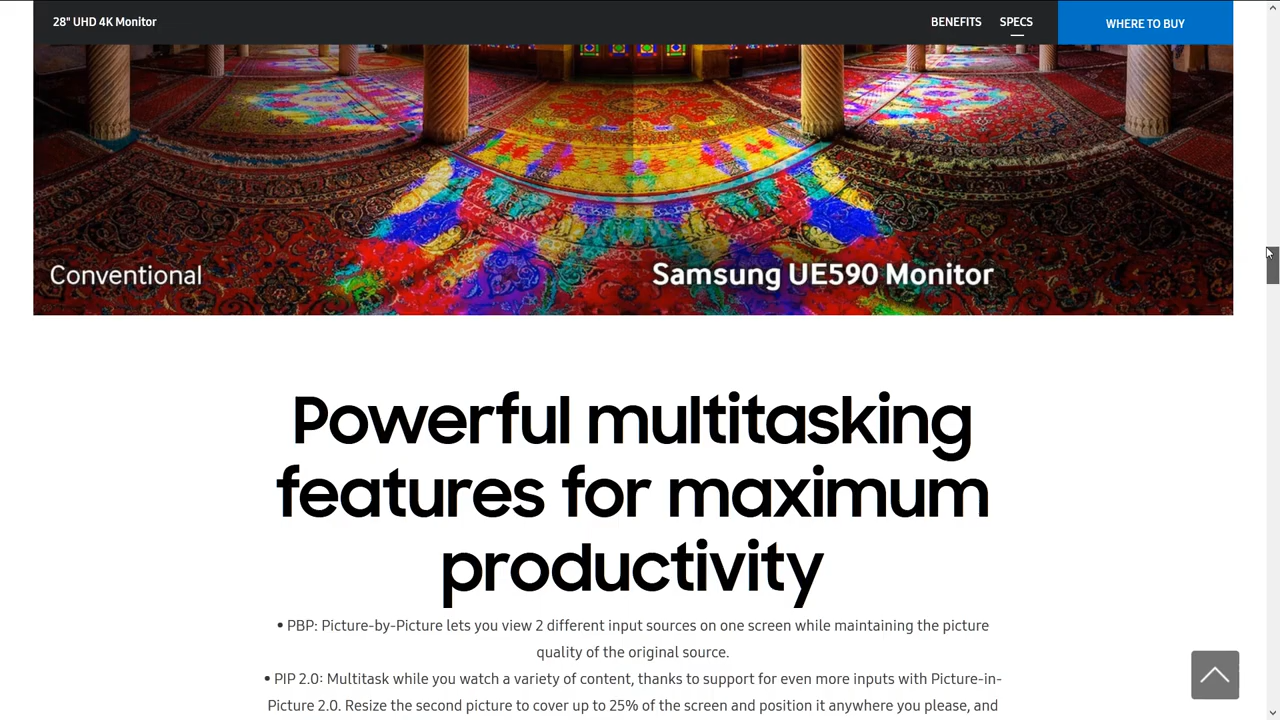 28" UHD 4K Monitor
BENEFITS
SPECS
WHERE TO BUY
Conventional
Samsung UE590 Monitor
Powerful multitasking
features for maximum
productivity
• PBP: Picture-by-Picture lets you view 2 different input sources on one screen while maintaining the picture
quality of the original source.
• PIP 2.0: Multitask while you watch a variety of content, thanks to support for even more inputs with Picture-in-
Picture 2.0. Resize the second picture to cover up to 25% of the screen and position it anywhere you please, and